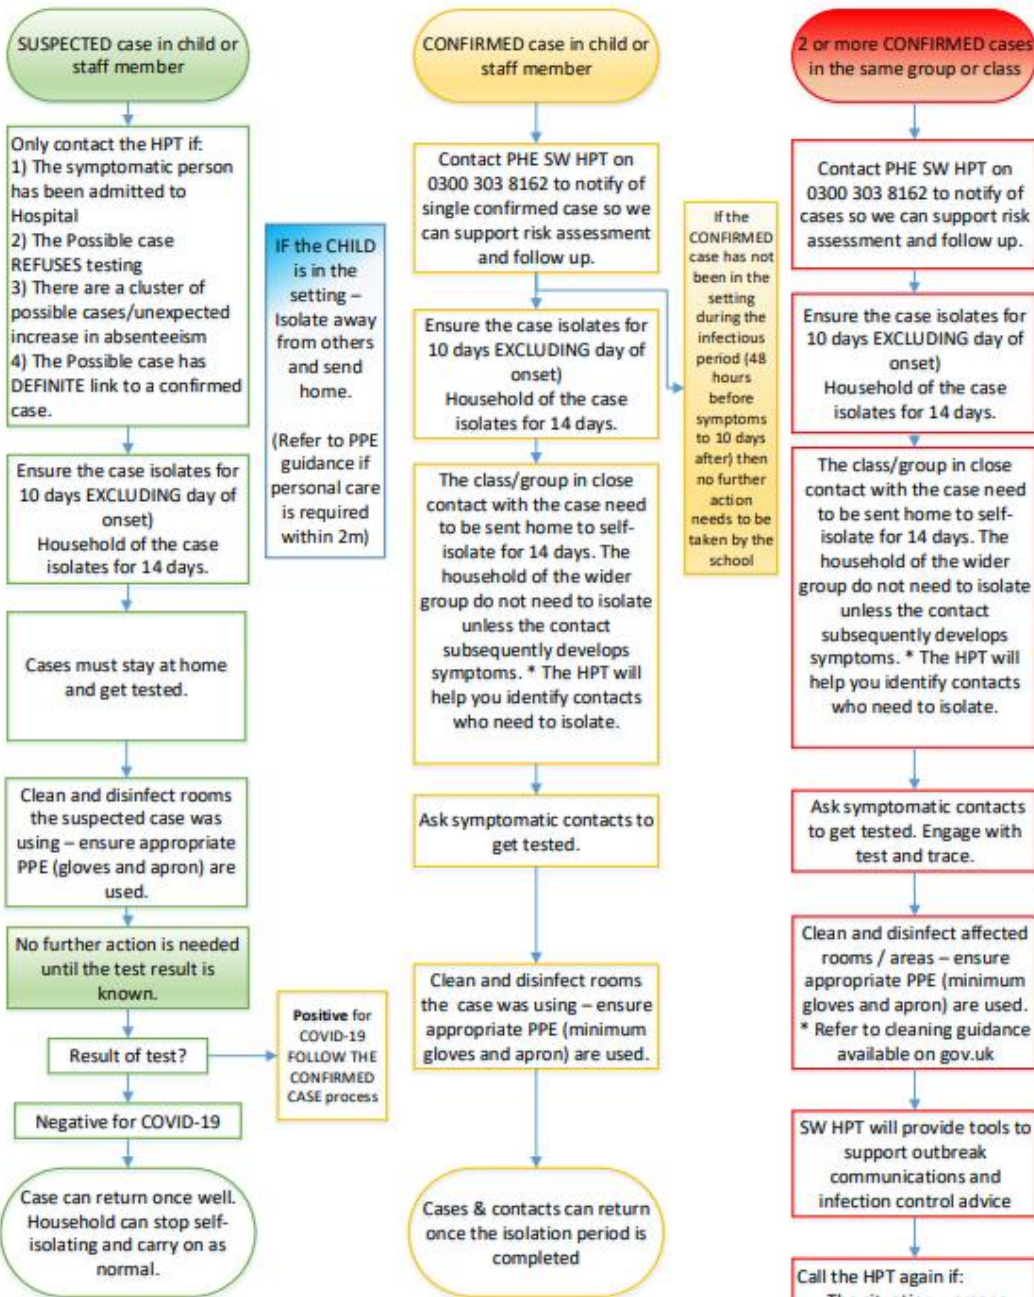 SUSPECTED case in child or
staff member
Only contact the HPT if:
1) The symptomatic person
has been admitted to
Hospital
2) The Possible case
REFUSES testing
3) There are a cluster of
possible cases/unexpected
increase in absenteeism
4) The Possible case has
DEFINITE link to a confirmed
case.
Ensure the case isolates for
10 days EXCLUDING day of
onset)
Household of the case
isolates for 14 days.
Cases must stay at home
and get tested.
Clean and disinfect rooms
the suspected case was
using – ensure appropriate
PPE (gloves and apron) are
used.
No further action is needed
until the test result is
known.
Result of test?
Negative for COVID-19
Case can return once well.
Household can stop self-
isolating and carry on as
normal.
IF the CHILD
is in the
setting –
Isolate away
from others
and send
home.
(Refer to PPE
guidance if
personal care
is required
within 2m)
Positive for
COVID-19
FOLLOW THE
CONFIRMED
CASE process
CONFIRMED case in child or
staff member
Contact PHE SW HPT on
0300 303 8162 to notify of
single confirmed case so we
can support risk assessment
and follow up.
Ensure the case isolates for
10 days EXCLUDING day of
onset)
Household of the case
isolates for 14 days.
The class/group in close
contact with the case need
to be sent home to self-
isolate for 14 days. The
household of the wider
group do not need to isolate
unless the contact
subsequently develops
symptoms. * The HPT will
help you identify contacts
who need to isolate.
Ask symptomatic contacts to
get tested.
Clean and disinfect rooms
the case was using – ensure
appropriate PPE (minimum
gloves and apron) are used.
Cases & contacts can return
once the isolation period is
completed
If the
CONFIRMED
case has not
been in the
setting
during the
infectious
period (48
hours
before
symptoms
to 10 days
after) then
no further
action
needs to be
taken by the
school
2 or more CONFIRMED cases
in the same group or class
Contact PHE SW HPT on
0300 303 8162 to notify of
cases so we can support risk
assessment and follow up.
Ensure the case isolates for
10 days EXCLUDING day of
onset)
Household of the case
isolates for 14 days.
The class/group in close
contact with the case need
to be sent home to self-
isolate for 14 days. The
household of the wider
group do not need to isolate
unless the contact
subsequently develops
symptoms. * The HPT will
help you identify contacts
who need to isolate.
Ask symptomatic contacts
to get tested. Engage with
test and trace.
Clean and disinfect affected
rooms / areas – ensure
appropriate PPE (minimum
gloves and apron) are used.
* Refer to cleaning guidance
available on gov.uk
SW HPT will provide tools to
support outbreak
communications and
infection control advice
Call the HPT again if: